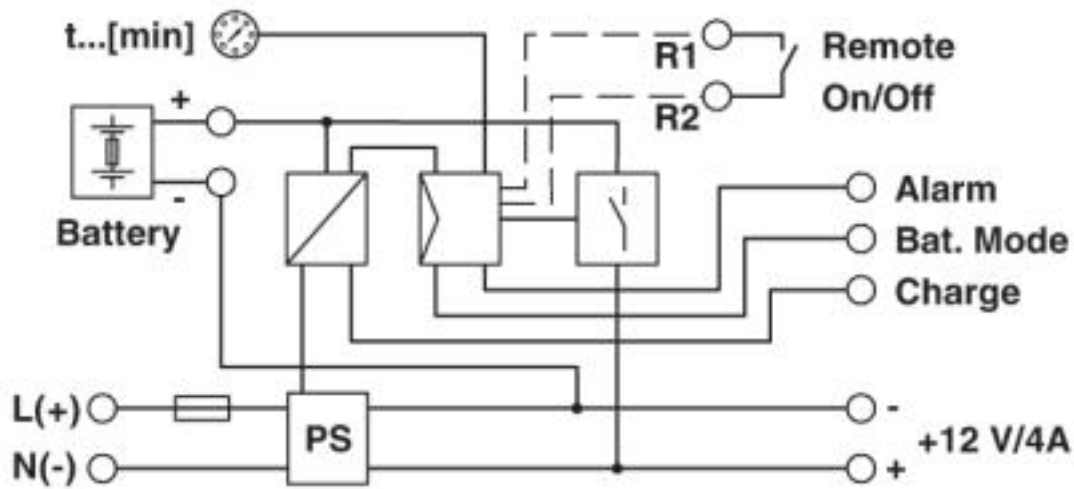 t...[min]
R1
Remote
On/Off
R2
+
-
Battery
Alarm
Bat. Mode
Charge
L(+)
PS
-
+12 V/4A
N(-)
+